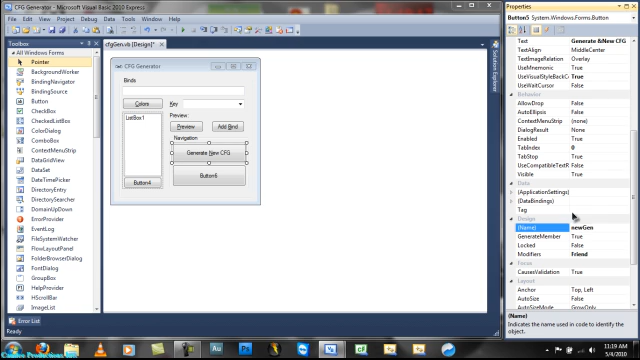 CFG Generator - Microsoft Visual Basic 2010 Express
File Edit View Project Debug Data Format Tools Window Help
Toolbox
All Windows Forms
Pointer
BackgroundWorker
BindingNavigator
BindingSource
Button
CheckBox
CheckedListBox
ColorDialog
ComboBox
ContextMenuStrip
DataGridView
DataSet
DateTimePicker
DirectoryEntry
DirectorySearcher
DomainUpDown
ErrorProvider
EventLog
FileSystemWatcher
FlowLayoutPanel
FolderBrowserDialog
FontDialog
GroupBox
HelpProvider
HScrollBar
ImageList
Error List
Ready
cfgGen.vb [Design]*
CFG Generator
Binds
Colors
Key
ListBox1
Preview :
Preview
Add Bind
Navigation
Generate New CFG
Button6
Button4
Solution Explorer
Properties
Button5 System.Windows.Forms.Button
Text Generate &New CFG
TextAlign MiddleCenter
TextImageRelation Overlay
UseMnemonic True
UseVisualStyleBackC True
UseWaitCursor False
Behavior
AllowDrop False
AutoEllipsis False
ContextMenuStrip (none)
DialogResult None
Enabled True
TabIndex 0
TabStop True
UseCompatibleTextR False
Visible True
Data
(ApplicationSettings)
(DataBindings)
Tag
Design
(Name) newGen
GenerateMember True
Locked False
Modifiers Friend
Focus
CausesValidation True
Layout
Anchor Top, Left
AutoSize False
AutoSizeMode GrowOnly
(Name)
Indicates the name used in code to identify the object.
11:19 AM
5/4/2010